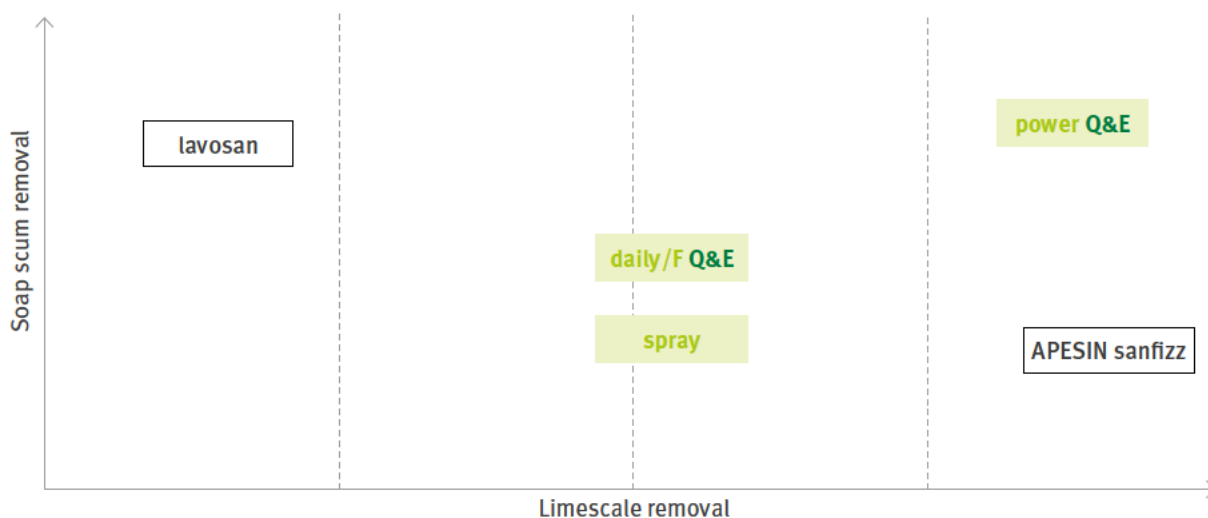 Soap scum removal
lavosan
power Q&E
daily/F Q&E
spray
APESIN sanfizz
Limescale removal